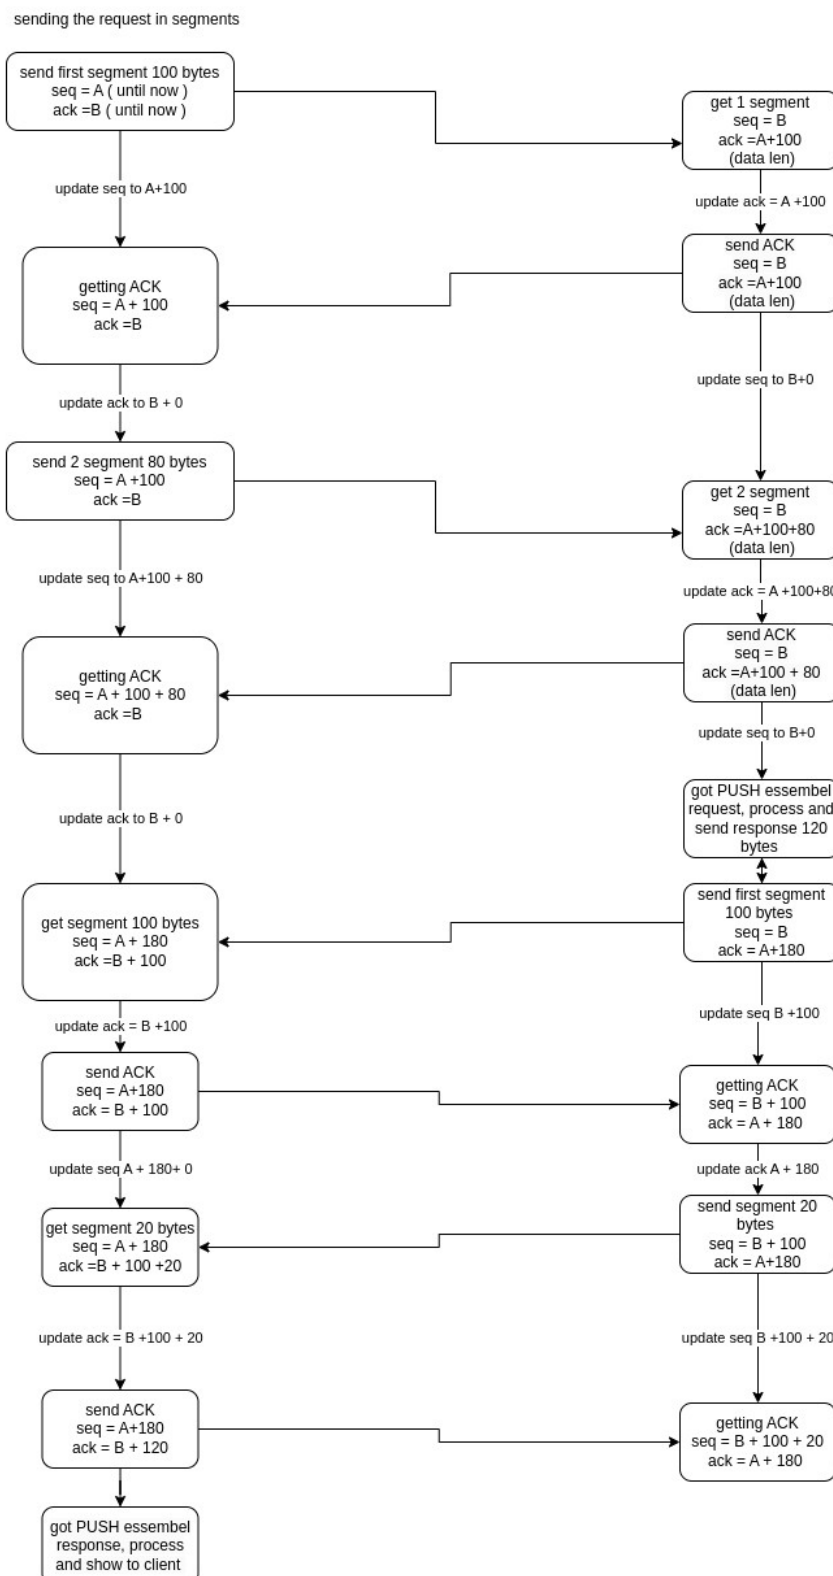 sending the request in segments
send first segment 100 bytes
seq = A ( until now )
ack =B ( until now )
get 1 segment
seq = B
ack =A+100
(data len)
update seq to A+100
update ack = A +100
send ACK
seq = B
ack =A+100
(data len)
getting ACK
seq = A + 100
ack =B
update seq to B+0
update ack to B + 0
send 2 segment 80 bytes
seq = A +100
ack =B
get 2 segment
seq = B
ack =A+100+80
(data len)
update seq to A+100 + 80
update ack = A +100+80
send ACK
seq = B
ack =A+100 + 80
(data len)
getting ACK
seq = A + 100 + 80
ack =B
update seq to B+0
got PUSH essembel
request, process and
send response 120
bytes
update ack to B + 0
send first segment
100 bytes
seq = B
ack = A+180
get segment 100 bytes
seq = A + 180
ack =B + 100
update seq B +100
update ack = B +100
send ACK
seq = A+180
ack = B + 100
getting ACK
seq = B + 100
ack = A + 180
update seq A + 180+ 0
update ack A + 180
send segment 20
bytes
seq = B + 100
ack = A+180
get segment 20 bytes
seq = A + 180
ack =B + 100 +20
update ack = B +100 + 20
update seq B +100 + 20
send ACK
seq = A+180
ack = B + 120
getting ACK
seq = B + 100 + 20
ack = A + 180
got PUSH essembel
response, process
and show to client